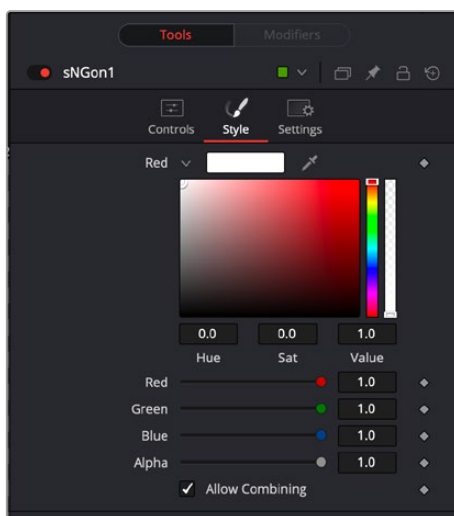 Tools Modifiers
sNGon1
Controls Style Settings
Red
0.0 0.0 1.0
Hue Sat Value
Red 1.0
Green 1.0
Blue 1.0
Alpha 1.0
Allow Combining